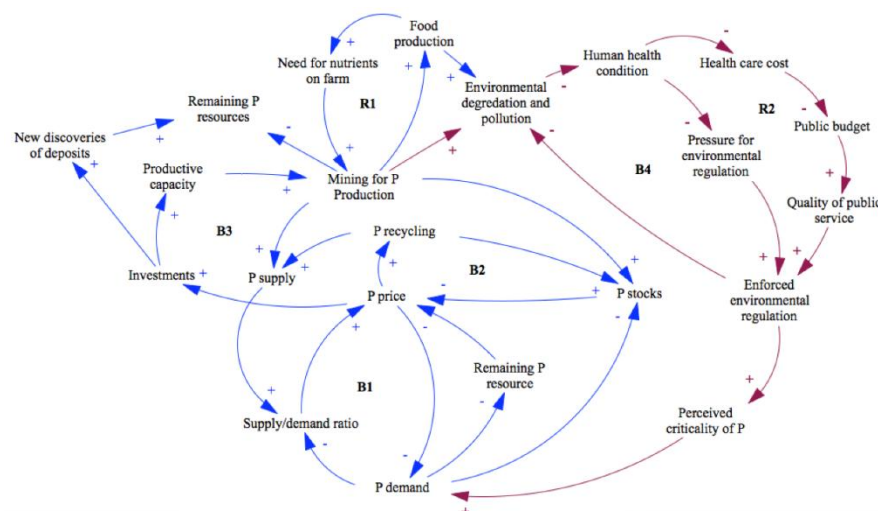 Food
production
Need for nutrients
on farm
Human health
condition
Health care cost
R1
Environmental
degredation and
pollution
Remaining P
resources
R2
New discoveries
of deposits
Public budget
Pressure for
environmental
regulation
Productive
capacity
B4
Mining for P
Production
Quality of public
service
B3
P recycling
Investments
P supply
B2
P price
P stocks
Enforced
environmental
regulation
Remaining P
resource
B1
Supply/demand ratio
Perceived
criticality of P
P demand
+
+
+
-
-
-
-
+
-
+
-
+
-
+
+
+
-
+
+
+
+
+
+
+
+
-
+
+
-
-
+
+
-
-
-
+